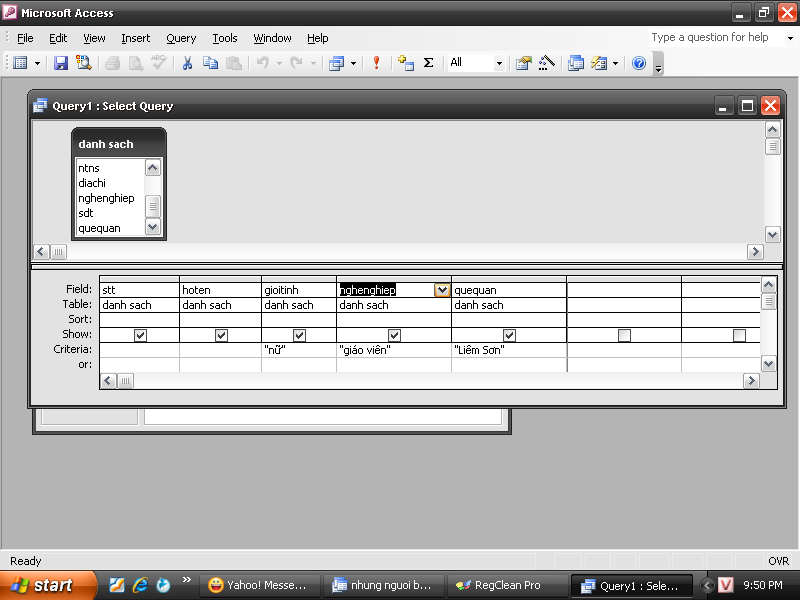 Microsoft Access
File Edit View Insert Query Tools Window Help Type a question for help
All
Query1 : Select Query
danh sach
ntns
diachi
nghenghiep
sdt
quequan
Field: stt hoten gioitinh nghenghiep quequan
Table: danh sach danh sach danh sach danh sach danh sach
Sort:
Show:
Criteria: "nữ" "giáo viên" "Liêm Sơn"
or:
Ready OVR
start Yahoo! Messe... nhung nguoi b... RegClean Pro Query1 : Sele... V 9:50 PM